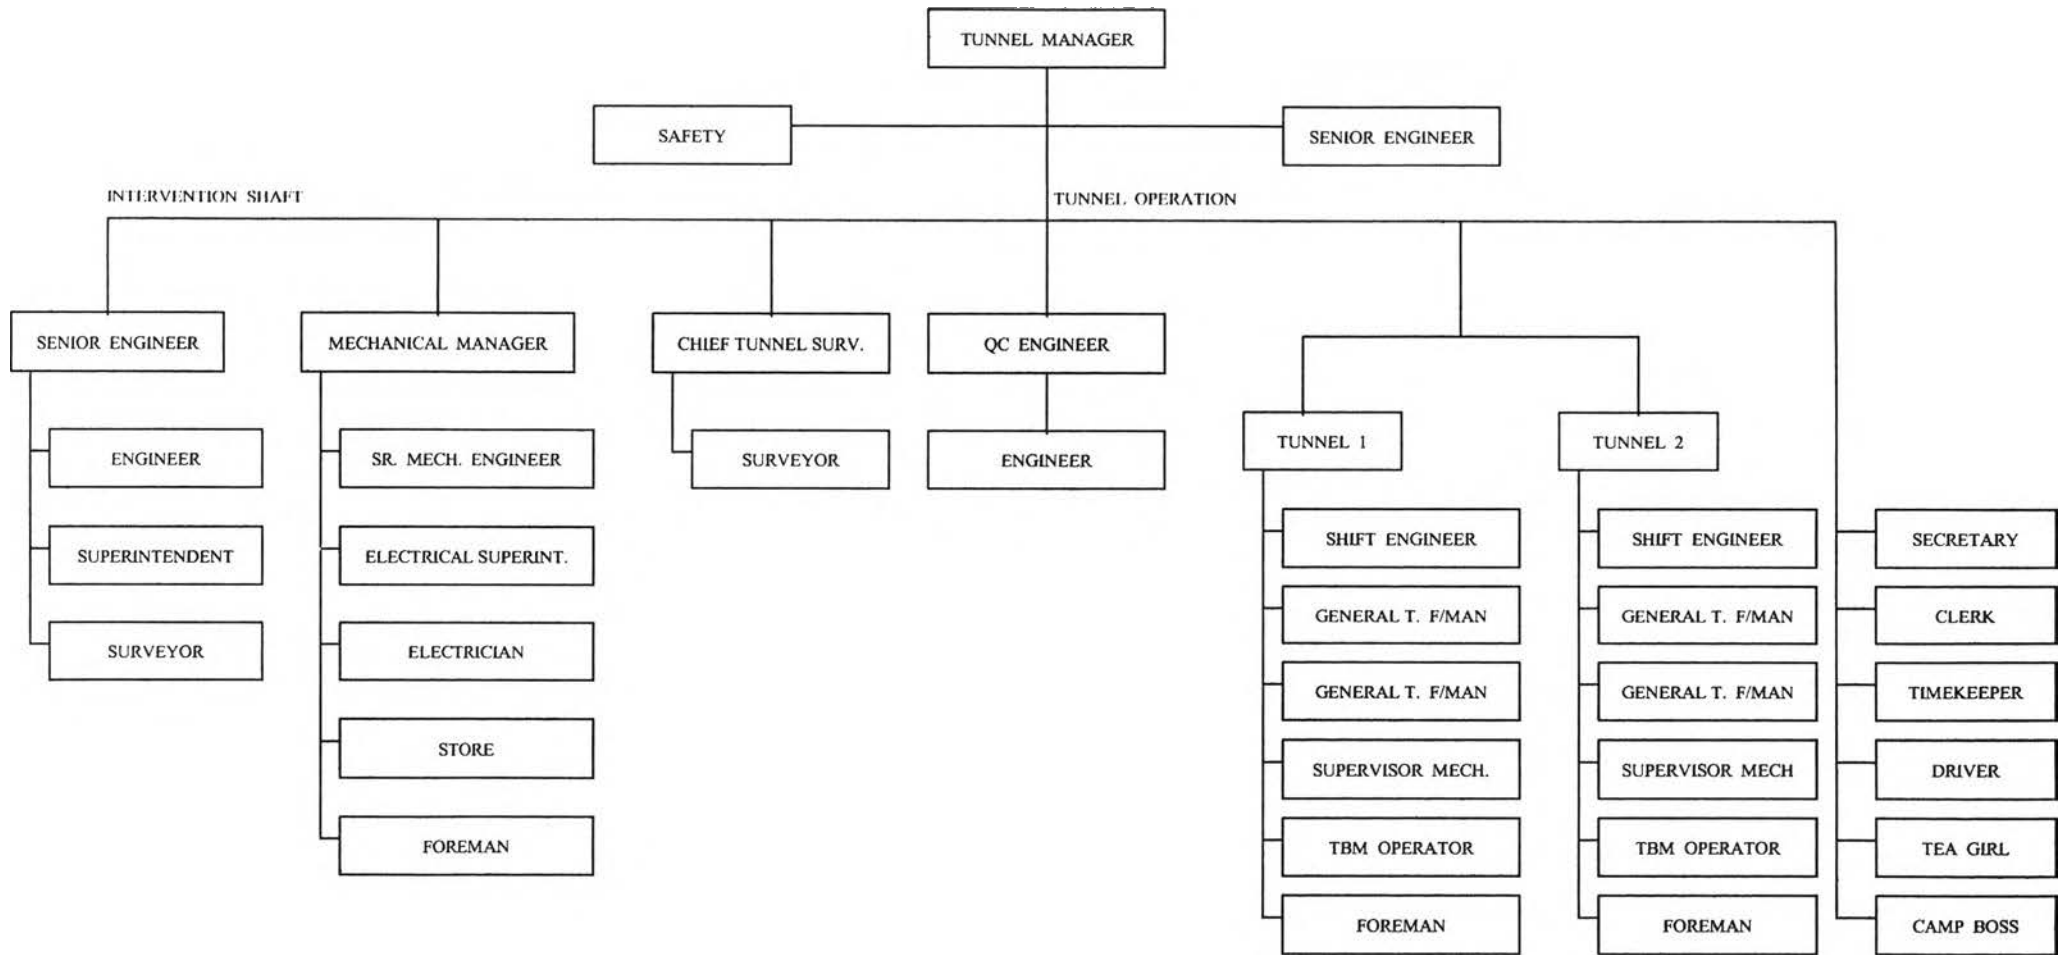 TUNNEL MANAGER
SAFETY
SENIOR ENGINEER
INTERVENTION SHAFT
TUNNEL OPERATION
SENIOR ENGINEER
MECHANICAL MANAGER
CHIEF TUNNEL SURV.
QC ENGINEER
ENGINEER
SUPERINTENDENT
SURVEYOR
SR. MECH. ENGINEER
ELECTRICAL SUPERINT.
ELECTRICIAN
STORE
FOREMAN
SURVEYOR
ENGINEER
TUNNEL 1
SHIFT ENGINEER
GENERAL T. F/MAN
GENERAL T. F/MAN
SUPERVISOR MECH.
TBM OPERATOR
FOREMAN
TUNNEL 2
SHIFT ENGINEER
GENERAL T. F/MAN
GENERAL T. F/MAN
SUPERVISOR MECH
TBM OPERATOR
FOREMAN
SECRETARY
CLERK
TIMEKEEPER
DRIVER
TEA GIRL
CAMP BOSS